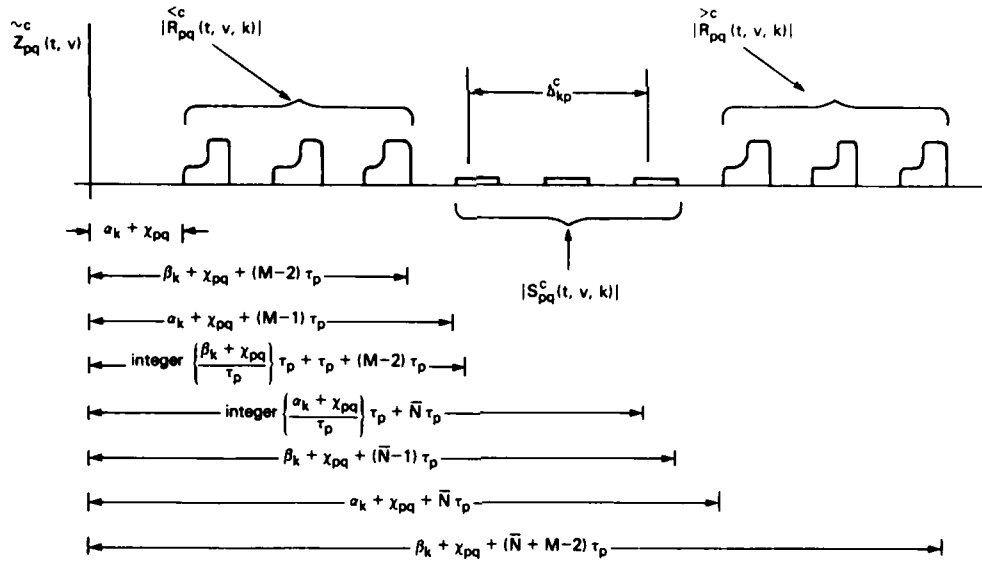 <c
|R_pq(t, v, k)|
>c
|R_pq(t, v, k)|
~c
Z_pq(t, v)
Δ^c_kp
α_k + χ_pq
|S^c_pq(t, v, k)|
β_k + χ_pq + (M−2) τ_p
α_k + χ_pq + (M−1) τ_p
integer {β_k + χ_pq / τ_p} τ_p + τ_p + (M−2) τ_p
integer {α_k + χ_pq / τ_p} τ_p + N̄ τ_p
β_k + χ_pq + (N̄−1) τ_p
α_k + χ_pq + N̄ τ_p
β_k + χ_pq + (N̄ + M−2) τ_p